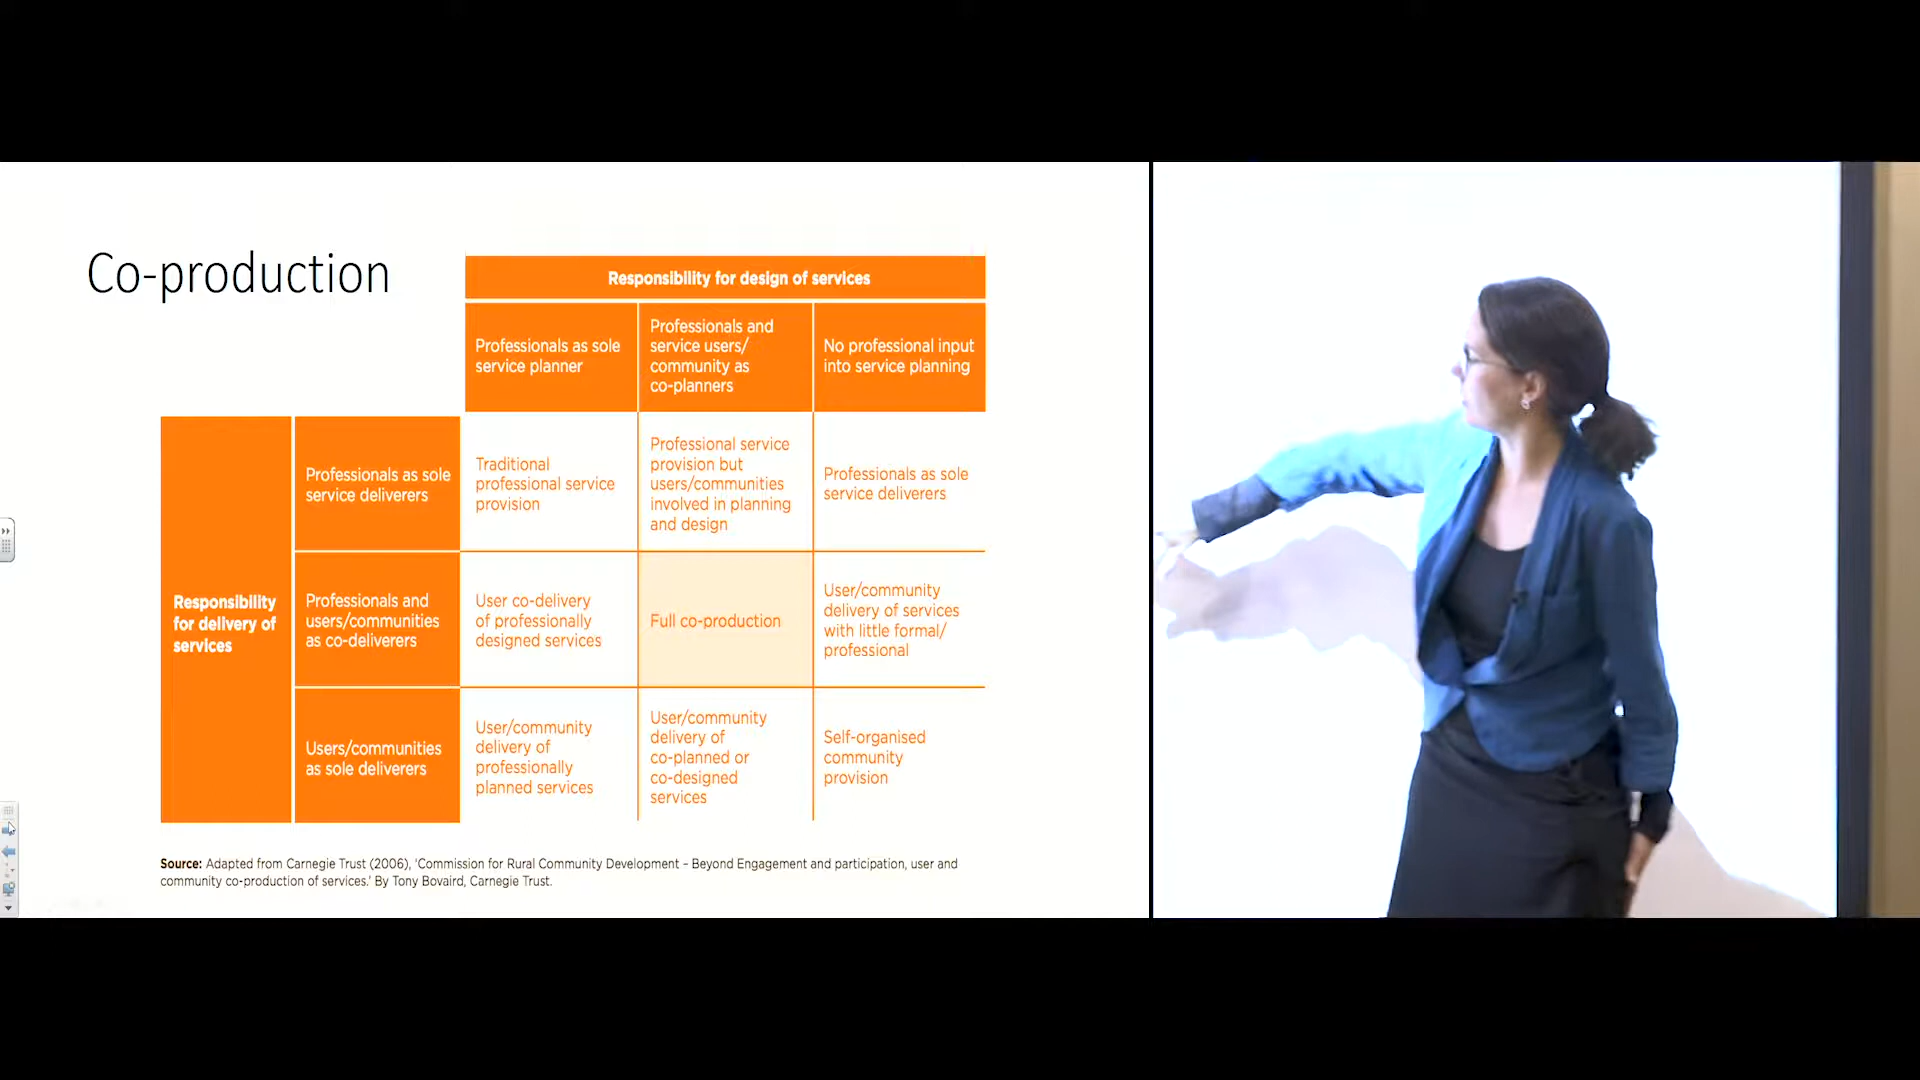 Co-production
Responsibility for design of services
Professionals as sole
service planner
Professionals and
service users/
community as
co-planners
No professional input
into service planning
Responsibility
for delivery of
services
Professionals as sole
service deliverers
Traditional
professional service
provision
Professional service
provision but
users/communities
involved in planning
and design
Professionals as sole
service deliverers
Professionals and
users/communities
as co-deliverers
User co-delivery
of professionally
designed services
Full co-production
User/community
delivery of services
with little formal/
professional
Users/communities
as sole deliverers
User/community
delivery of
professionally
planned services
User/community
delivery of
co-planned or
co-designed
services
Self-organised
community
provision
Source: Adapted from Carnegie Trust (2006), 'Commission for Rural Community Development – Beyond Engagement and participation, user and
community co-production of services.' By Tony Bovaird, Carnegie Trust.